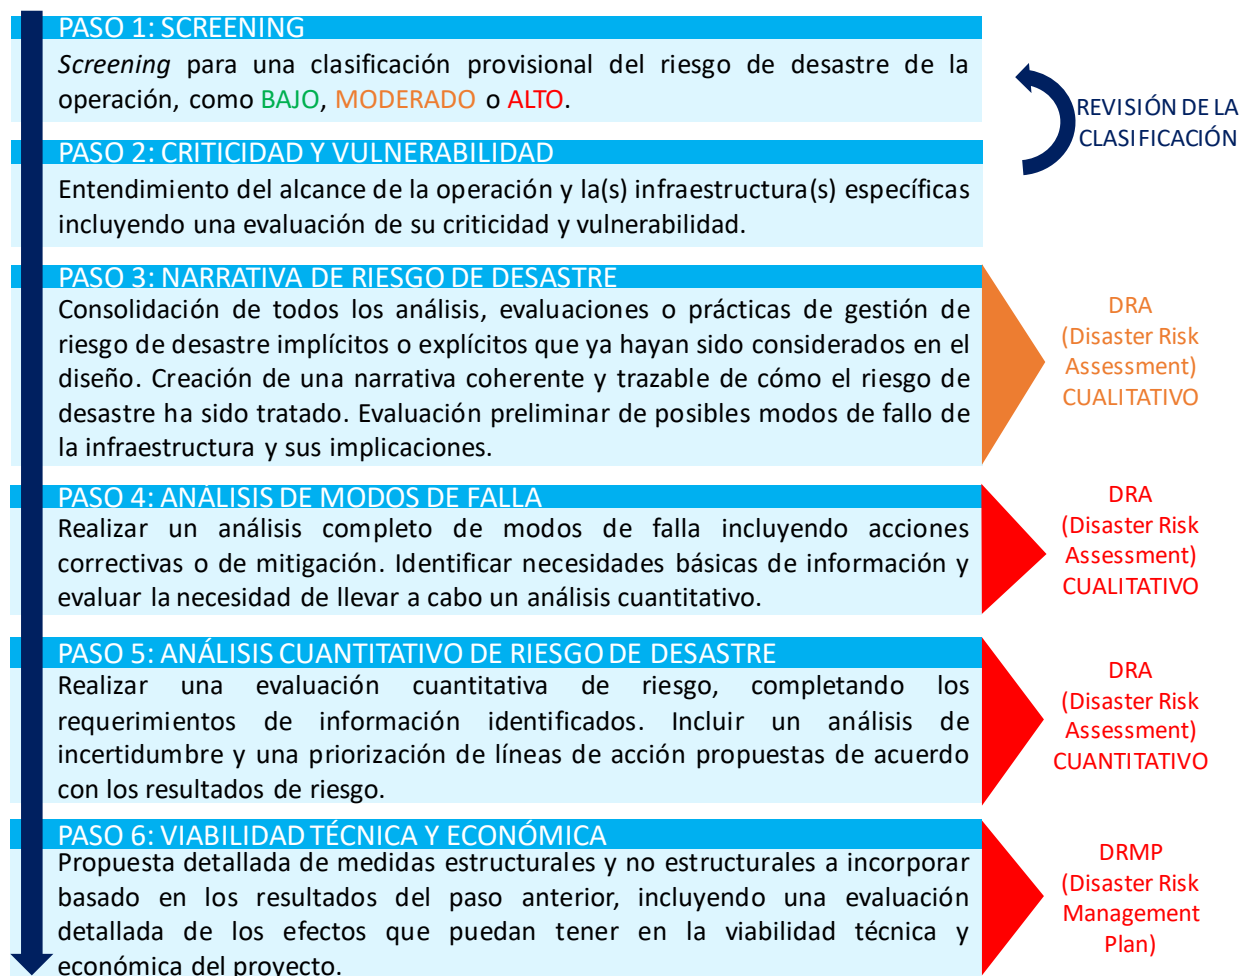 PASO 1: SCREENING
Screening para una clasificación provisional del riesgo de desastre de la
operación, como BAJO, MODERADO o ALTO.
REVISIÓN DE LA
CLASIFICACIÓN
PASO 2: CRITICIDAD Y VULNERABILIDAD
Entendimiento del alcance de la operación y la(s) infraestructura(s) específicas
incluyendo una evaluación de su criticidad y vulnerabilidad.
PASO 3: NARRATIVA DE RIESGO DE DESASTRE
Consolidación de todos los análisis, evaluaciones o prácticas de gestión de
riesgo de desastre implícitos o explícitos que ya hayan sido considerados en el
diseño. Creación de una narrativa coherente y trazable de cómo el riesgo de
desastre ha sido tratado. Evaluación preliminar de posibles modos de fallo de
la infraestructura y sus implicaciones.
DRA
(Disaster Risk
Assessment)
CUALITATIVO
PASO 4: ANÁLISIS DE MODOS DE FALLA
Realizar un análisis completo de modos de falla incluyendo acciones
correctivas o de mitigación. Identificar necesidades básicas de información y
evaluar la necesidad de llevar a cabo un análisis cuantitativo.
DRA
(Disaster Risk
Assessment)
CUALITATIVO
PASO 5: ANÁLISIS CUANTITATIVO DE RIESGO DE DESASTRE
Realizar una evaluación cuantitativa de riesgo, completando los
requerimientos de información identificados. Incluir un análisis de
incertidumbre y una priorización de líneas de acción propuestas de acuerdo
con los resultados de riesgo.
DRA
(Disaster Risk
Assessment)
CUANTITATIVO
PASO 6: VIABILIDAD TÉCNICA Y ECONÓMICA
Propuesta detallada de medidas estructurales y no estructurales a incorporar
basado en los resultados del paso anterior, incluyendo una evaluación
detallada de los efectos que puedan tener en la viabilidad técnica y
económica del proyecto.
DRMP
(Disaster Risk
Management
Plan)